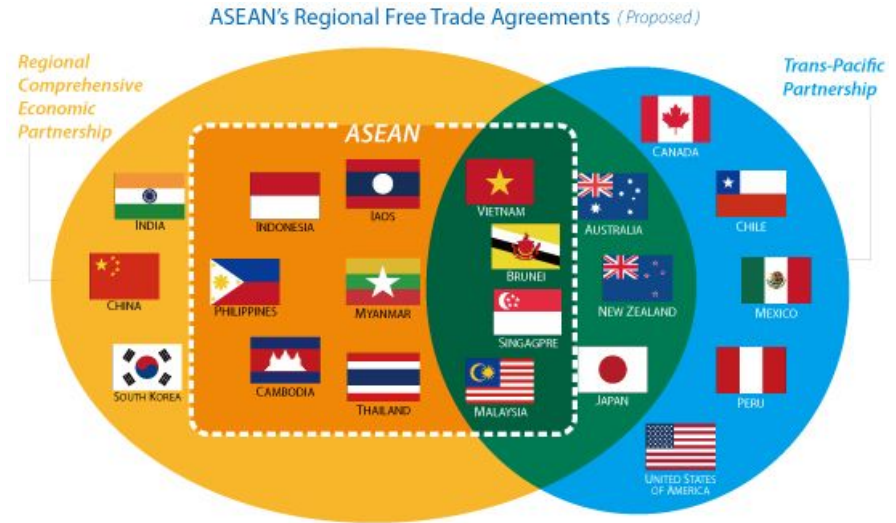 ASEAN's Regional Free Trade Agreements (Proposed)
Regional
Comprehensive
Economic
Partnership
Trans-Pacific
Partnership
ASEAN
CANADA
INDIA
INDONESIA
lAOS
VIETNAM
AUSTRALIA
CHILE
CHINA
PHILIPPINES
MYANMAR
BRUNEI
SINGAGPRE
NEW ZEALAND
MEXICO
SOUTH KOREA
CAMBODIA
THAILAND
MALAYSIA
JAPAN
PERU
UNITED STATES
OF AMERICA